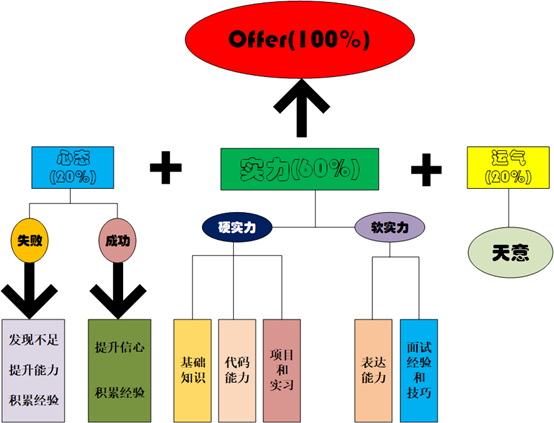 Offer(100%)
心态
(20%)
实力(60%)
运气
(20%)
失败
成功
硬实力
软实力
天意
发现不足
提升能力
积累经验
提升信心
积累经验
基础
知识
代码
能力
项目
和
实习
表达
能力
面试
经验
和
技巧